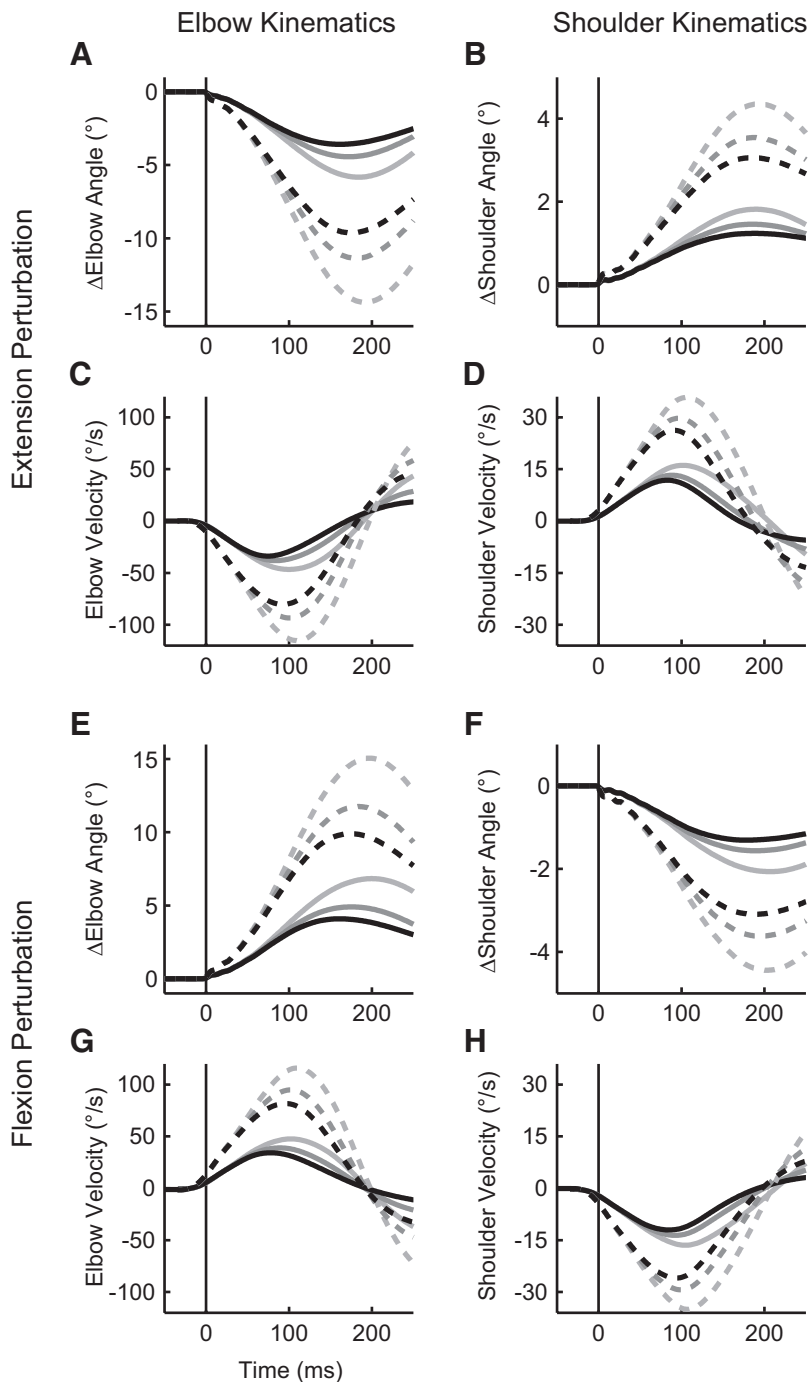 Elbow Kinematics
Shoulder Kinematics
Extension Perturbation
A
ΔElbow Angle (°)
0
-5
-10
-15
0 100 200
B
ΔShoulder Angle (°)
4
2
0
0 100 200
C
Elbow Velocity (°/s)
100
50
0
-50
-100
0 100 200
D
Shoulder Velocity (°/s)
30
15
0
-15
-30
0 100 200
Flexion Perturbation
E
ΔElbow Angle (°)
15
10
5
0
0 100 200
F
ΔShoulder Angle (°)
0
-2
-4
0 100 200
G
Elbow Velocity (°/s)
100
50
0
-50
-100
0 100 200
Time (ms)
H
Shoulder Velocity (°/s)
30
15
0
-15
-30
0 100 200